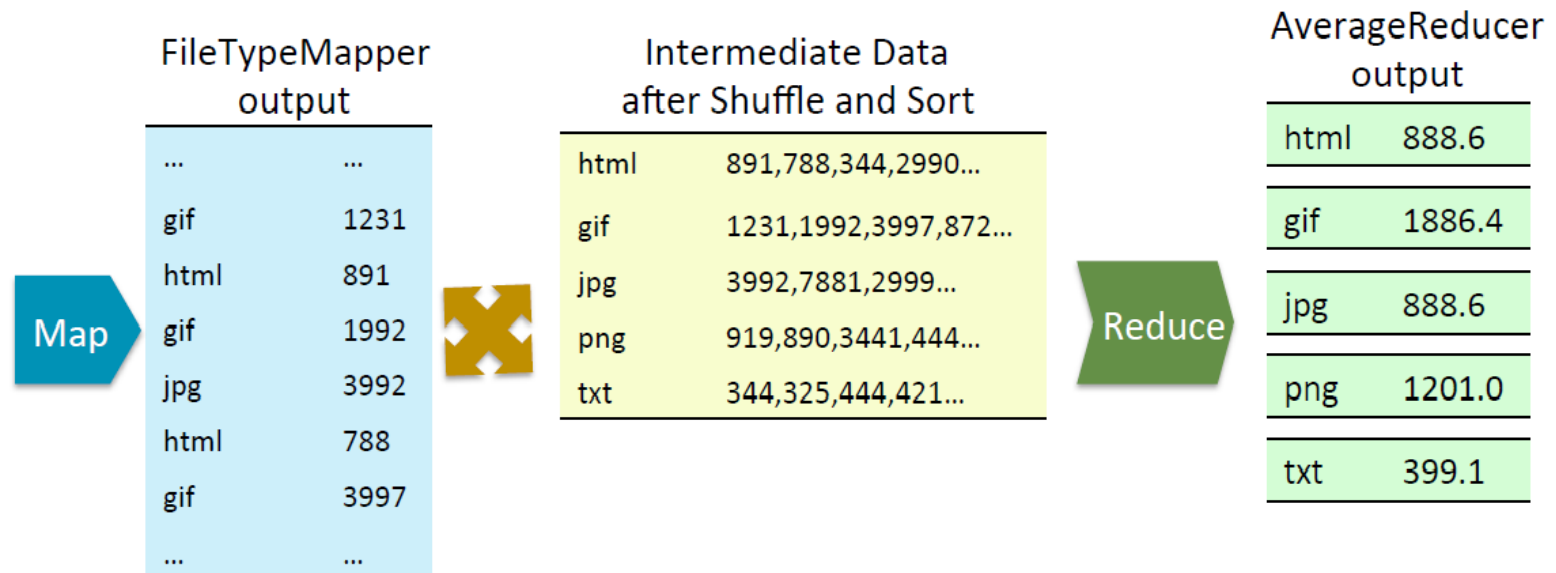 FileTypeMapper
output
... ...
gif 1231
html 891
gif 1992
jpg 3992
html 788
gif 3997
... ...
Map
Intermediate Data
after Shuffle and Sort
html 891,788,344,2990...
gif 1231,1992,3997,872...
jpg 3992,7881,2999...
png 919,890,3441,444...
txt 344,325,444,421...
Reduce
AverageReducer
output
html 888.6
gif 1886.4
jpg 888.6
png 1201.0
txt 399.1